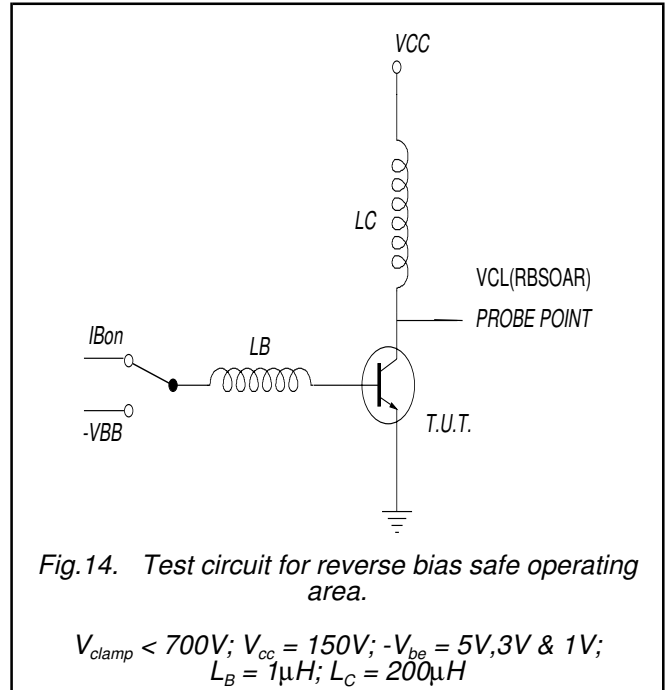 VCC
LC
VCL(RBSOAR)
PROBE POINT
IBon
LB
-VBB
T.U.T.
Fig.14. Test circuit for reverse bias safe operating
area.
Vclamp < 700V; Vcc = 150V; -Vbe = 5V,3V & 1V;
LB = 1μH; LC = 200μH